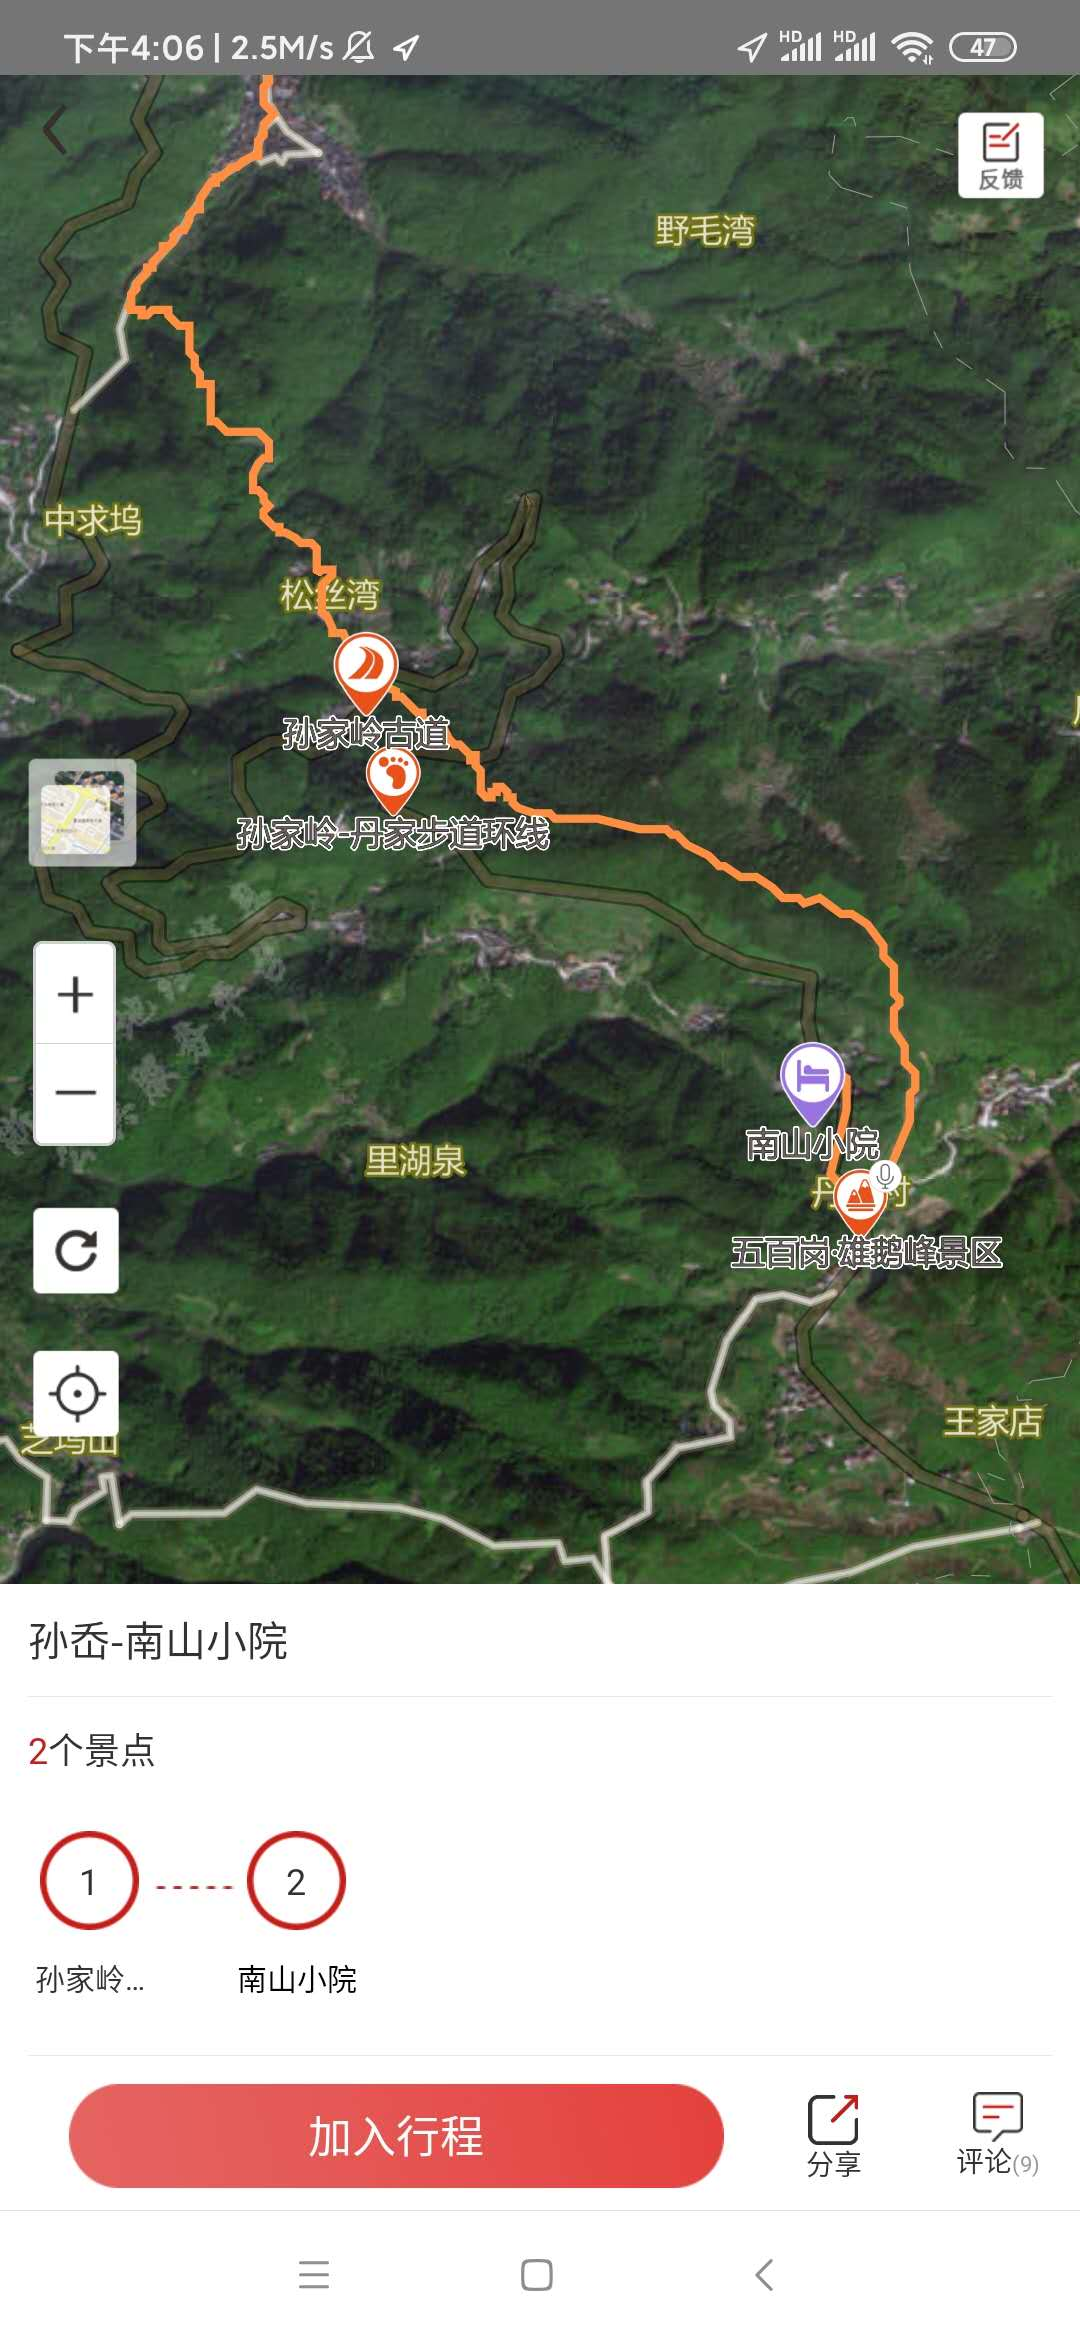 下午4:06 | 2.5M/s
HD HD 47
反馈
野毛湾
中求坞
松丝湾
孙家岭古道
孙家岭-丹家步道环线
里湖泉
南山小院
五百岗·雄鹅峰景区
王家店
孙岙-南山小院
2个景点
1 2
孙家岭... 南山小院
加入行程
分享
评论(9)